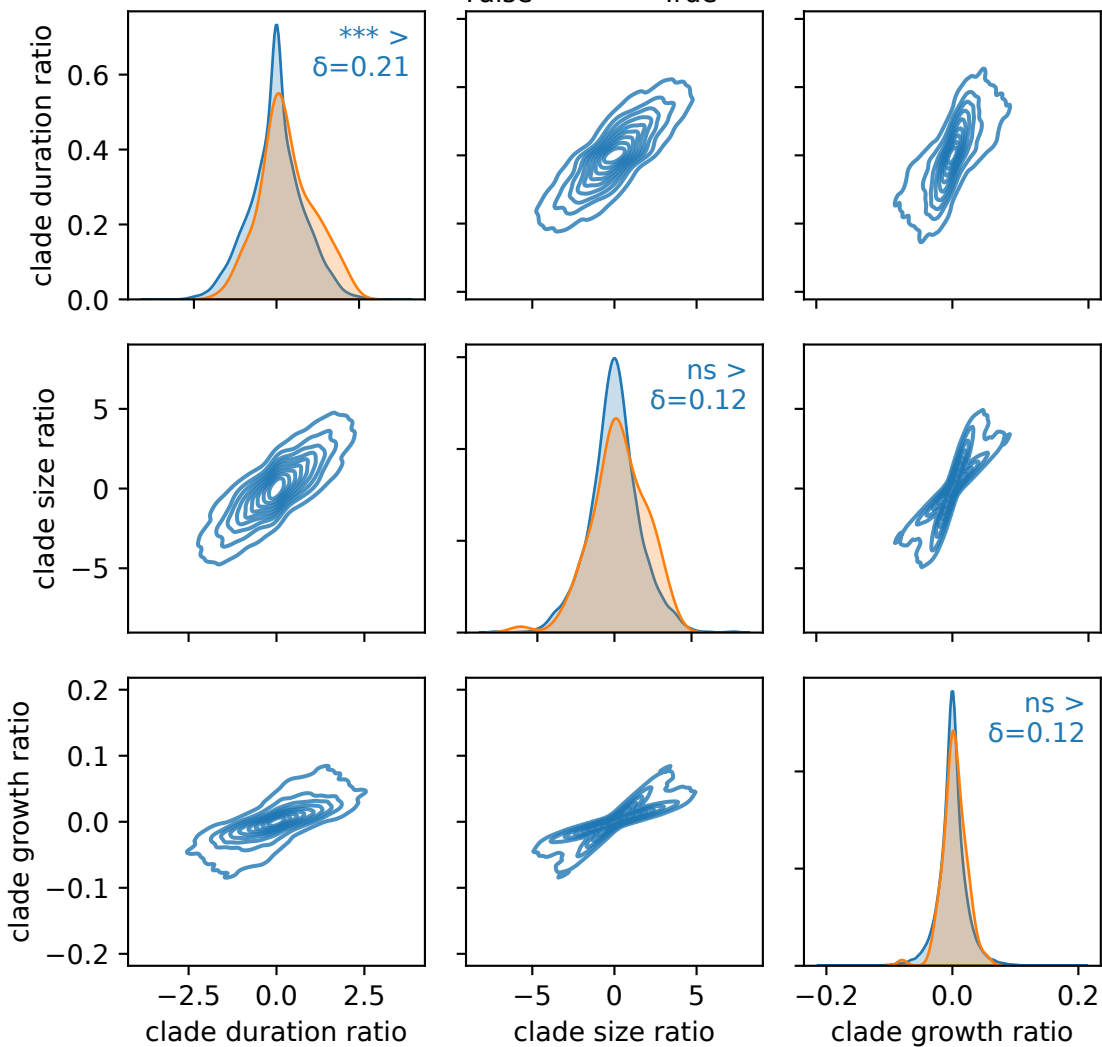 *** >
δ=0.21
clade duration ratio
0.6
0.4
0.2
0.0
ns >
δ=0.12
clade size ratio
5
0
−5
ns >
δ=0.12
clade growth ratio
0.2
0.1
0.0
−0.1
−0.2
−2.5 0.0 2.5
−5 0 5
−0.2 0.0 0.2
clade duration ratio
clade size ratio
clade growth ratio